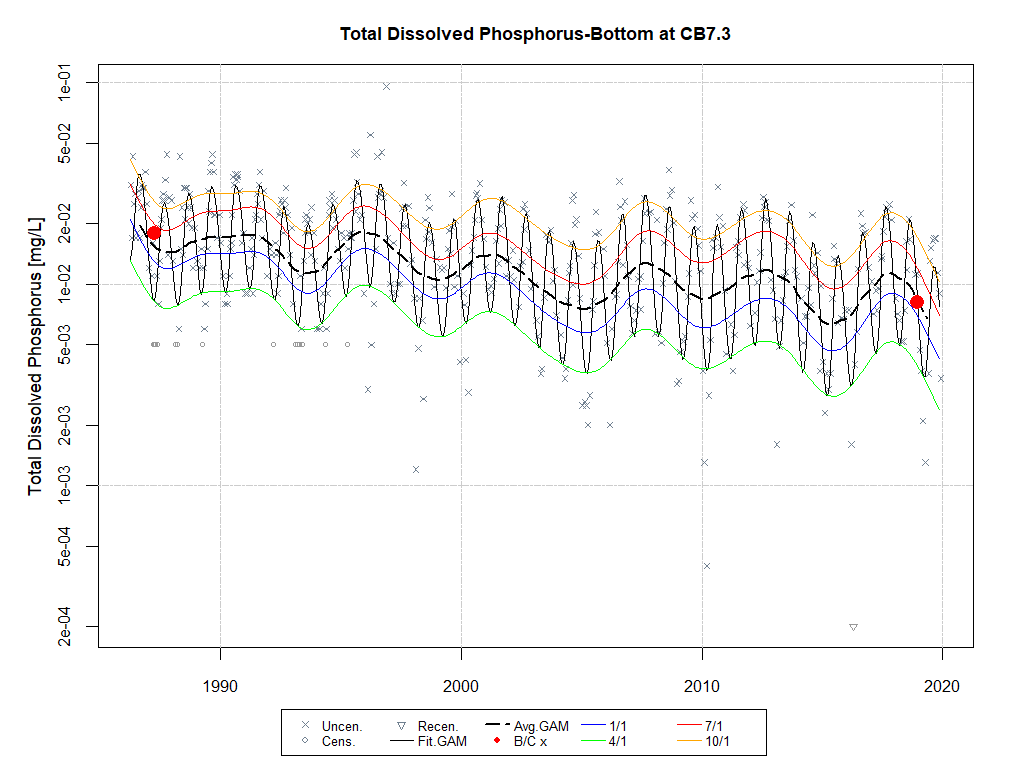 Total Dissolved Phosphorus-Bottom at CB7.3
Total Dissolved Phosphorus [mg/L]
1e-01
5e-02
2e-02
1e-02
5e-03
2e-03
1e-03
5e-04
2e-04
1990 2000 2010 2020
Uncen. Recen. Avg.GAM 1/1 7/1
Cens. Fit.GAM B/C x 4/1 10/1